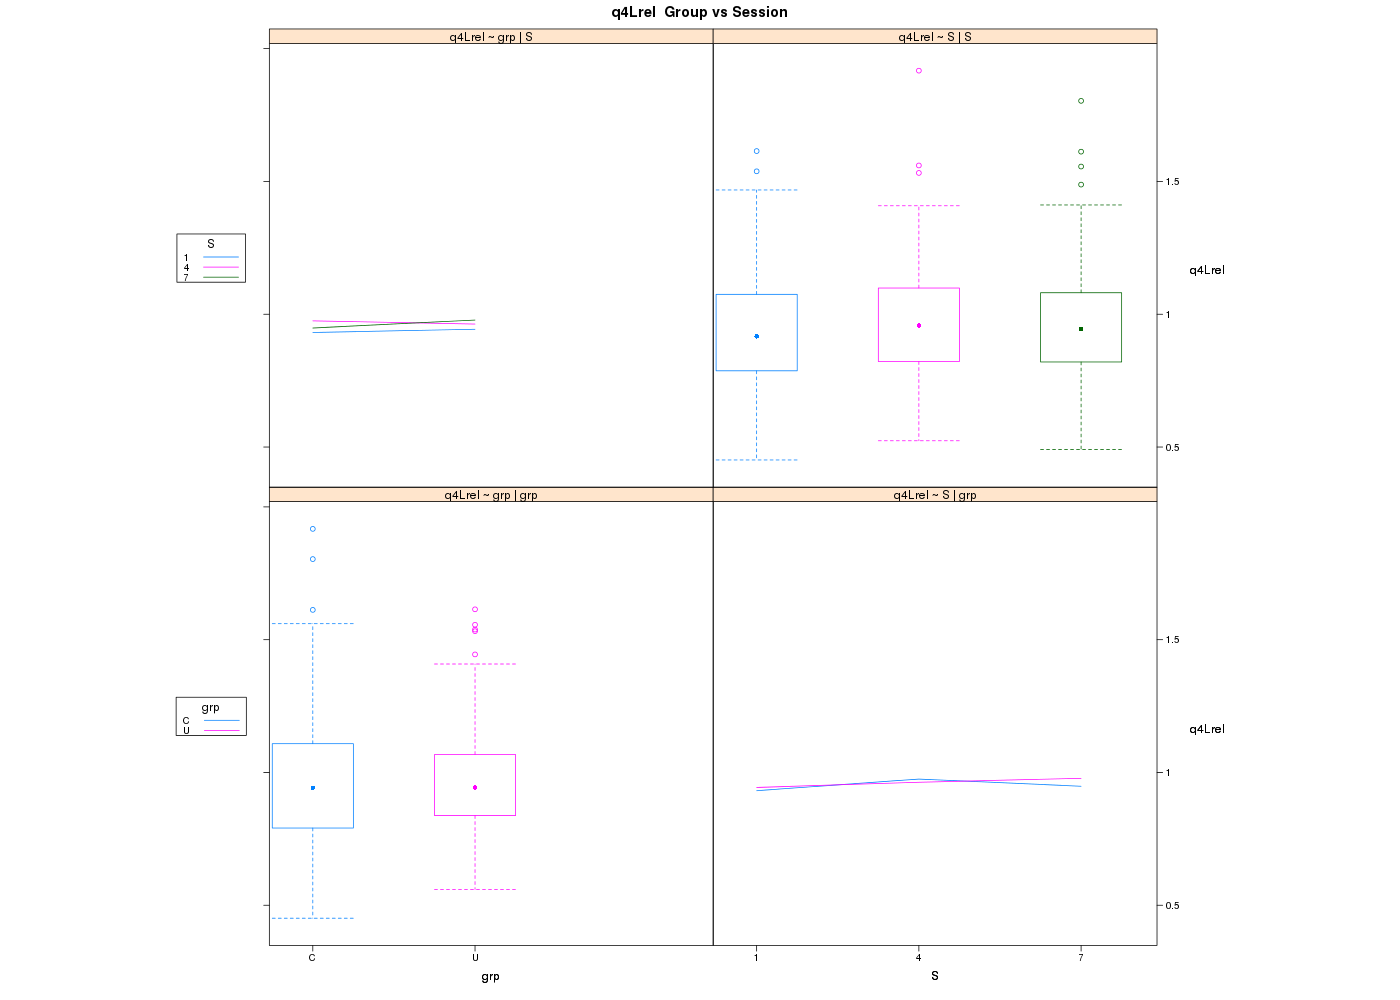 q4Lrel Group vs Session
q4Lrel ~ grp | S
q4Lrel ~ S | S
S
1
4
7
1.5
1
0.5
q4Lrel
q4Lrel ~ grp | grp
q4Lrel ~ S | grp
grp
C
U
1.5
1
0.5
q4Lrel
C
U
1
4
7
grp
S